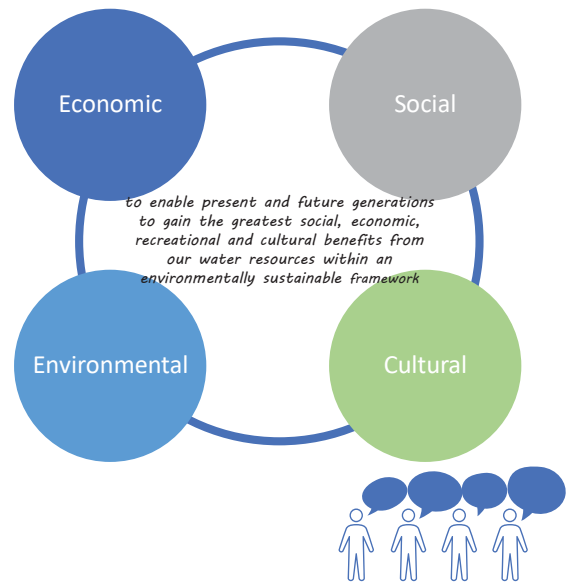 Economic
Social
to enable present and future generations
to gain the greatest social, economic,
recreational and cultural benefits from
our water resources within an
environmentally sustainable framework
Environmental
Cultural